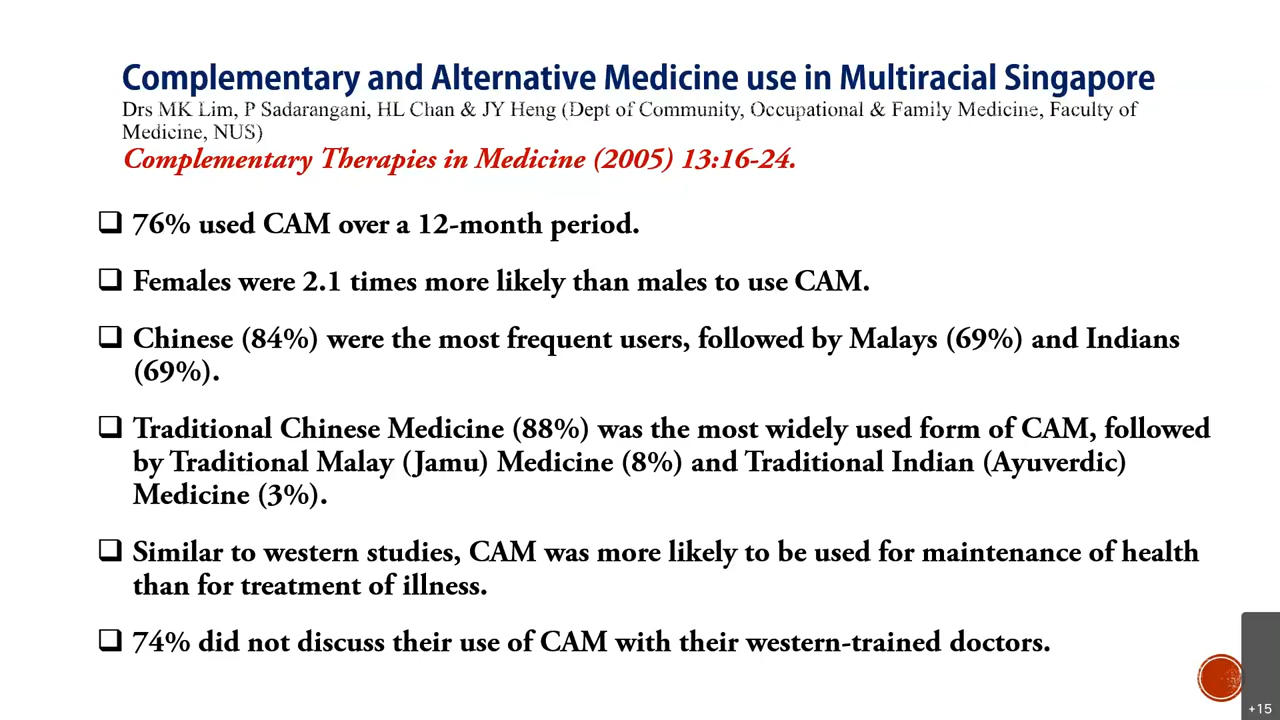 Complementary and Alternative Medicine use in Multiracial Singapore
Drs MK Lim, P Sadarangani, HL Chan & JY Heng (Dept of Community, Occupational & Family Medicine, Faculty of
Medicine, NUS)
Complementary Therapies in Medicine (2005) 13:16-24.
❑ 76% used CAM over a 12-month period.
❑ Females were 2.1 times more likely than males to use CAM.
❑ Chinese (84%) were the most frequent users, followed by Malays (69%) and Indians
(69%).
❑ Traditional Chinese Medicine (88%) was the most widely used form of CAM, followed
by Traditional Malay (Jamu) Medicine (8%) and Traditional Indian (Ayuverdic)
Medicine (3%).
❑ Similar to western studies, CAM was more likely to be used for maintenance of health
than for treatment of illness.
❑ 74% did not discuss their use of CAM with their western-trained doctors.
+15